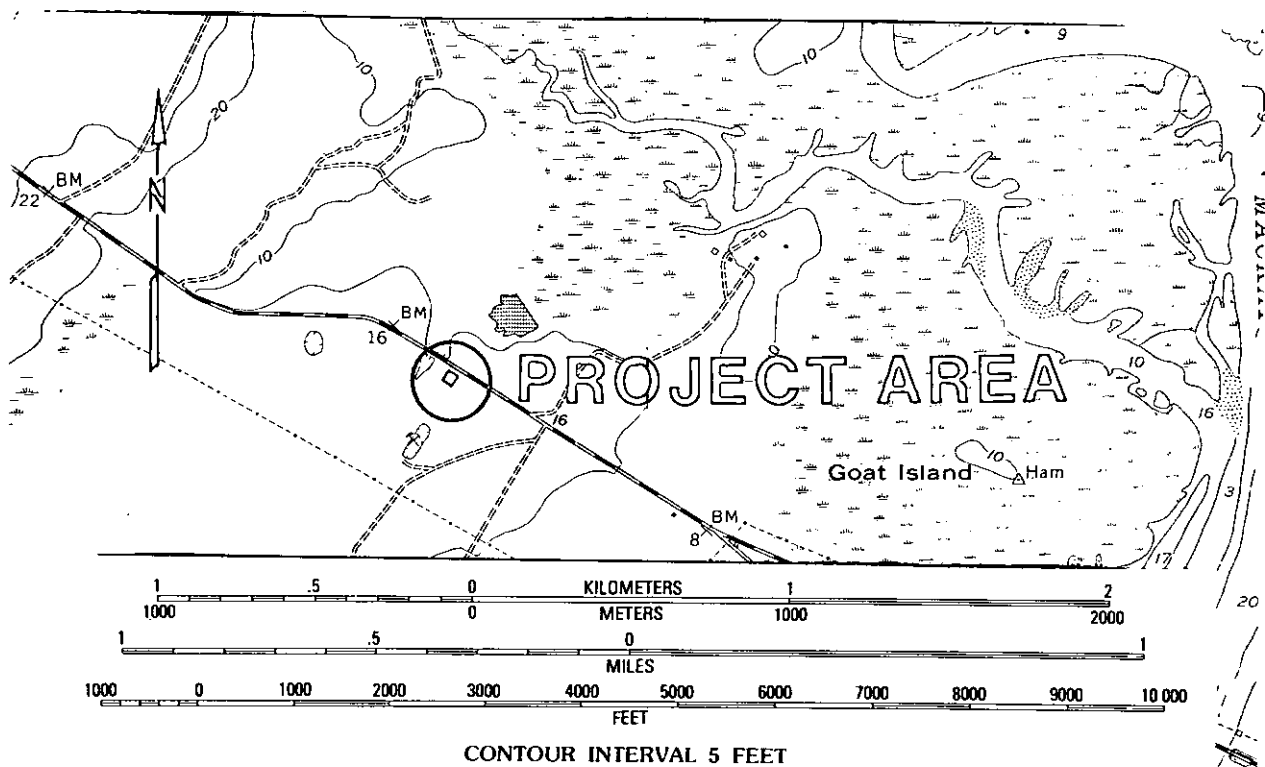 9
10
10
20
BM
22
N
MACKAY
10
BM
16
PROJECT AREA
10
16
16
10
Goat Island
Ham
BM
8
3
17
20
1 .5 0 KILOMETERS 1 2
1000 0 METERS 1000 2000
1 .5 0 1
MILES
1000 0 1000 2000 3000 4000 5000 6000 7000 8000 9000 10 000
FEET
CONTOUR INTERVAL 5 FEET